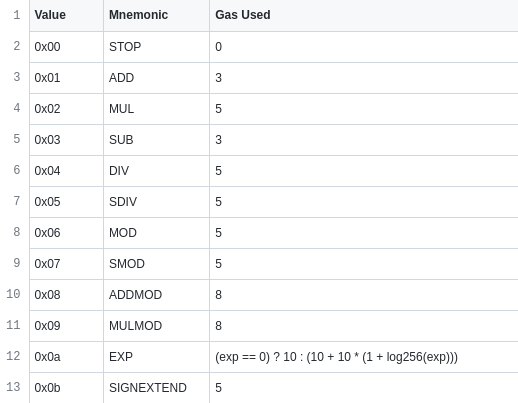 1 Value Mnemonic Gas Used
2 0x00 STOP 0
3 0x01 ADD 3
4 0x02 MUL 5
5 0x03 SUB 3
6 0x04 DIV 5
7 0x05 SDIV 5
8 0x06 MOD 5
9 0x07 SMOD 5
10 0x08 ADDMOD 8
11 0x09 MULMOD 8
12 0x0a EXP (exp == 0) ? 10 : (10 + 10 * (1 + log256(exp)))
13 0x0b SIGNEXTEND 5